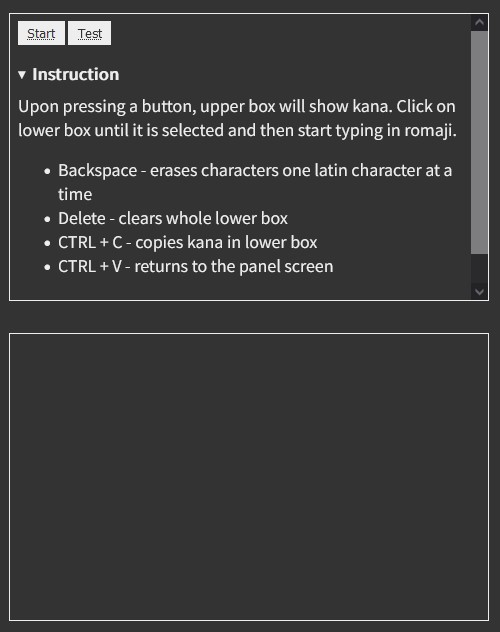 Start Test
▾ Instruction
Upon pressing a button, upper box will show kana. Click on
lower box until it is selected and then start typing in romaji.
• Backspace - erases characters one latin character at a
time
• Delete - clears whole lower box
• CTRL + C - copies kana in lower box
• CTRL + V - returns to the panel screen